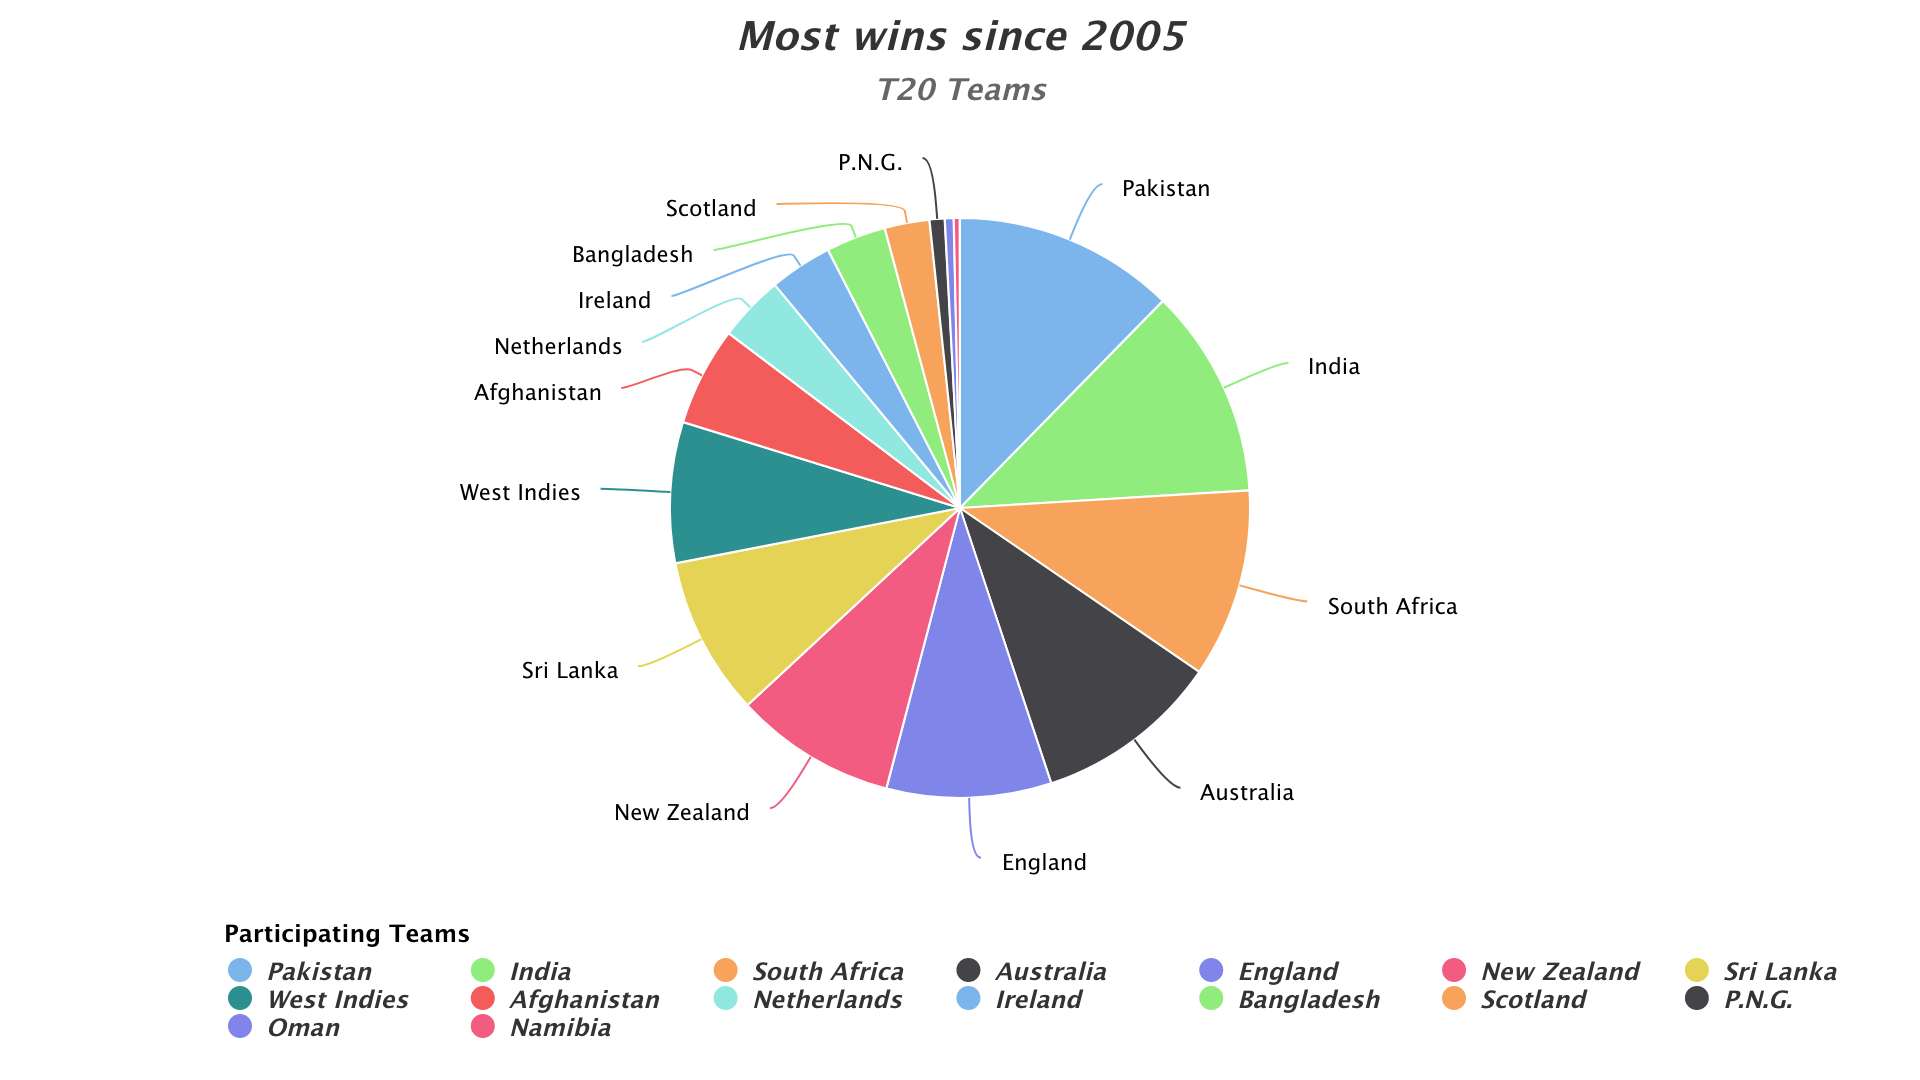 Most wins since 2005
T20 Teams
P.N.G.
Pakistan
Scotland
Bangladesh
Ireland
Netherlands
India
Afghanistan
West Indies
South Africa
Sri Lanka
Australia
New Zealand
England
Participating Teams
Pakistan India South Africa Australia England New Zealand Sri Lanka
West Indies Afghanistan Netherlands Ireland Bangladesh Scotland P.N.G.
Oman Namibia